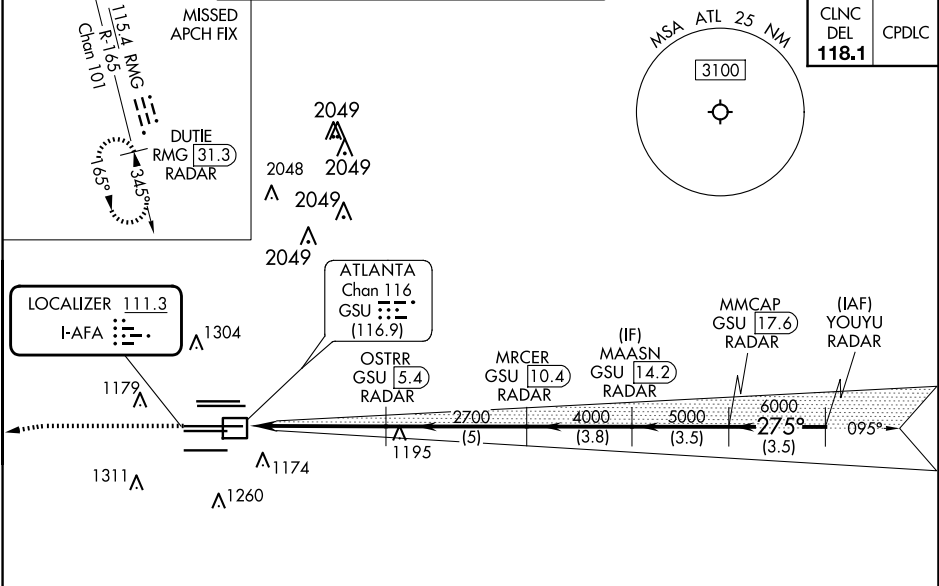 MISSED
APCH FIX
115.4 RMG
R-165
Chan 101
DUTIE
RMG 31.3
RADAR
165°
345°
MSA ATL 25 NM
3100
CLNC
DEL
118.1
CPDLC
2049
2049
2048
2049
2049
LOCALIZER 111.3
I-AFA
ATLANTA
Chan 116
GSU
(116.9)
1304
1179
1311
1260
1174
1195
OSTRR
GSU 5.4
RADAR
MRCER
GSU 10.4
RADAR
(IF)
MAASN
GSU 14.2
RADAR
MMCAP
GSU 17.6
RADAR
(IAF)
YOUYU
RADAR
2700
(5)
4000
(3.8)
5000
(3.5)
6000
275°
(3.5)
095°